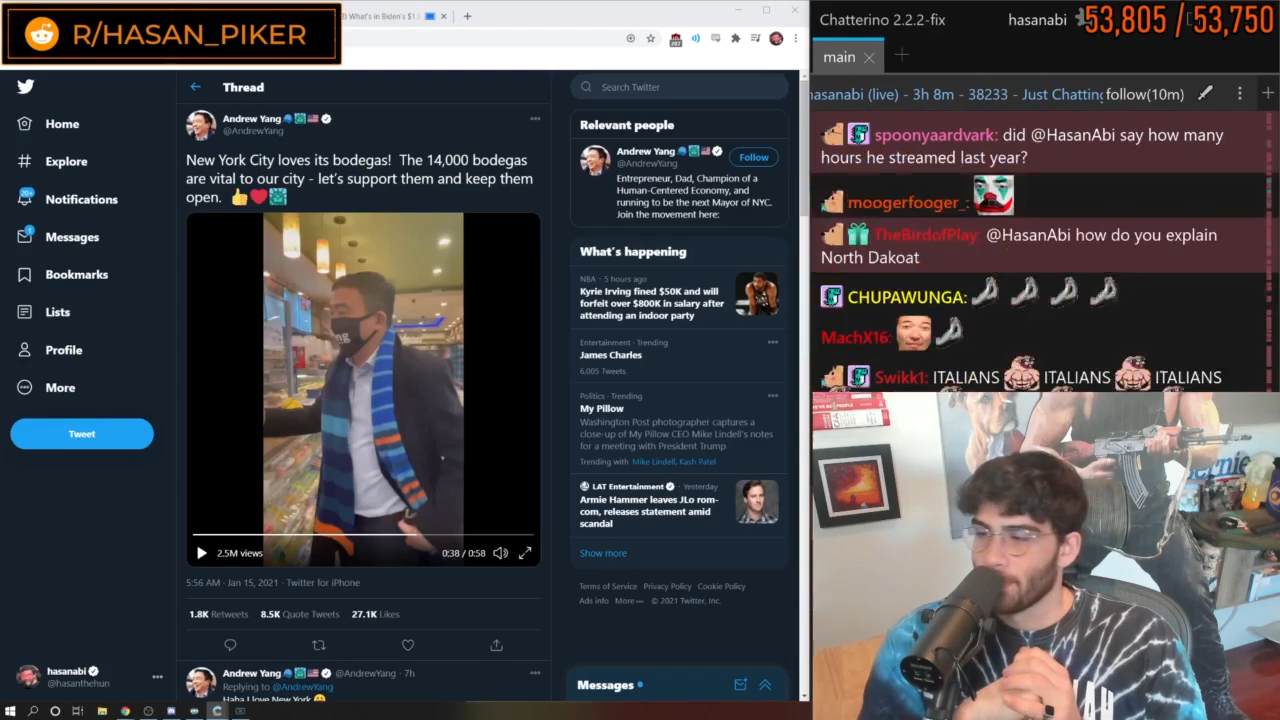 R/HASAN_PIKER
What's in Biden's $1.
Thread
Home
Explore
20+
Notifications
1
Messages
Bookmarks
Lists
Profile
More
Tweet
hasanabi
@hasanthehun
Andrew Yang
@AndrewYang
New York City loves its bodegas! The 14,000 bodegas
are vital to our city - let's support them and keep them
open.
2.5M views
0:38 / 0:58
5:56 AM · Jan 15, 2021 · Twitter for iPhone
1.8K Retweets 8.5K Quote Tweets 27.1K Likes
Andrew Yang @AndrewYang · 7h
Replying to @AndrewYang
Haha I love New York
Search Twitter
Relevant people
Andrew Yang
@AndrewYang
Follow
Entrepreneur, Dad, Champion of a
Human-Centered Economy, and
running to be the next Mayor of NYC.
Join the movement here:
What's happening
NBA · 5 hours ago
Kyrie Irving fined $50K and will
forfeit over $800K in salary after
attending an indoor party
Entertainment · Trending
James Charles
6,005 Tweets
Politics · Trending
My Pillow
Washington Post photographer captures a
close-up of My Pillow CEO Mike Lindell's notes
for a meeting with President Trump
Trending with Mike Lindell, Kash Patel
LAT Entertainment · Yesterday
Armie Hammer leaves JLo rom-
com, releases statement amid
scandal
Show more
Terms of Service Privacy Policy Cookie Policy
Ads info More © 2021 Twitter, Inc.
Messages
Chatterino 2.2.2-fix
hasanabi
53,805 / 53,750
main
hasanabi (live) - 3h 8m - 38233 - Just Chatting
follow(10m)
spoonyaardvark: did @HasanAbi say how many
hours he streamed last year?
moogerfooger_:
TheBirdofPlay: @HasanAbi how do you explain
North Dakoat
CHUPAWUNGA:
MachX16:
Swikk1: ITALIANS ITALIANS ITALIANS
Bernie